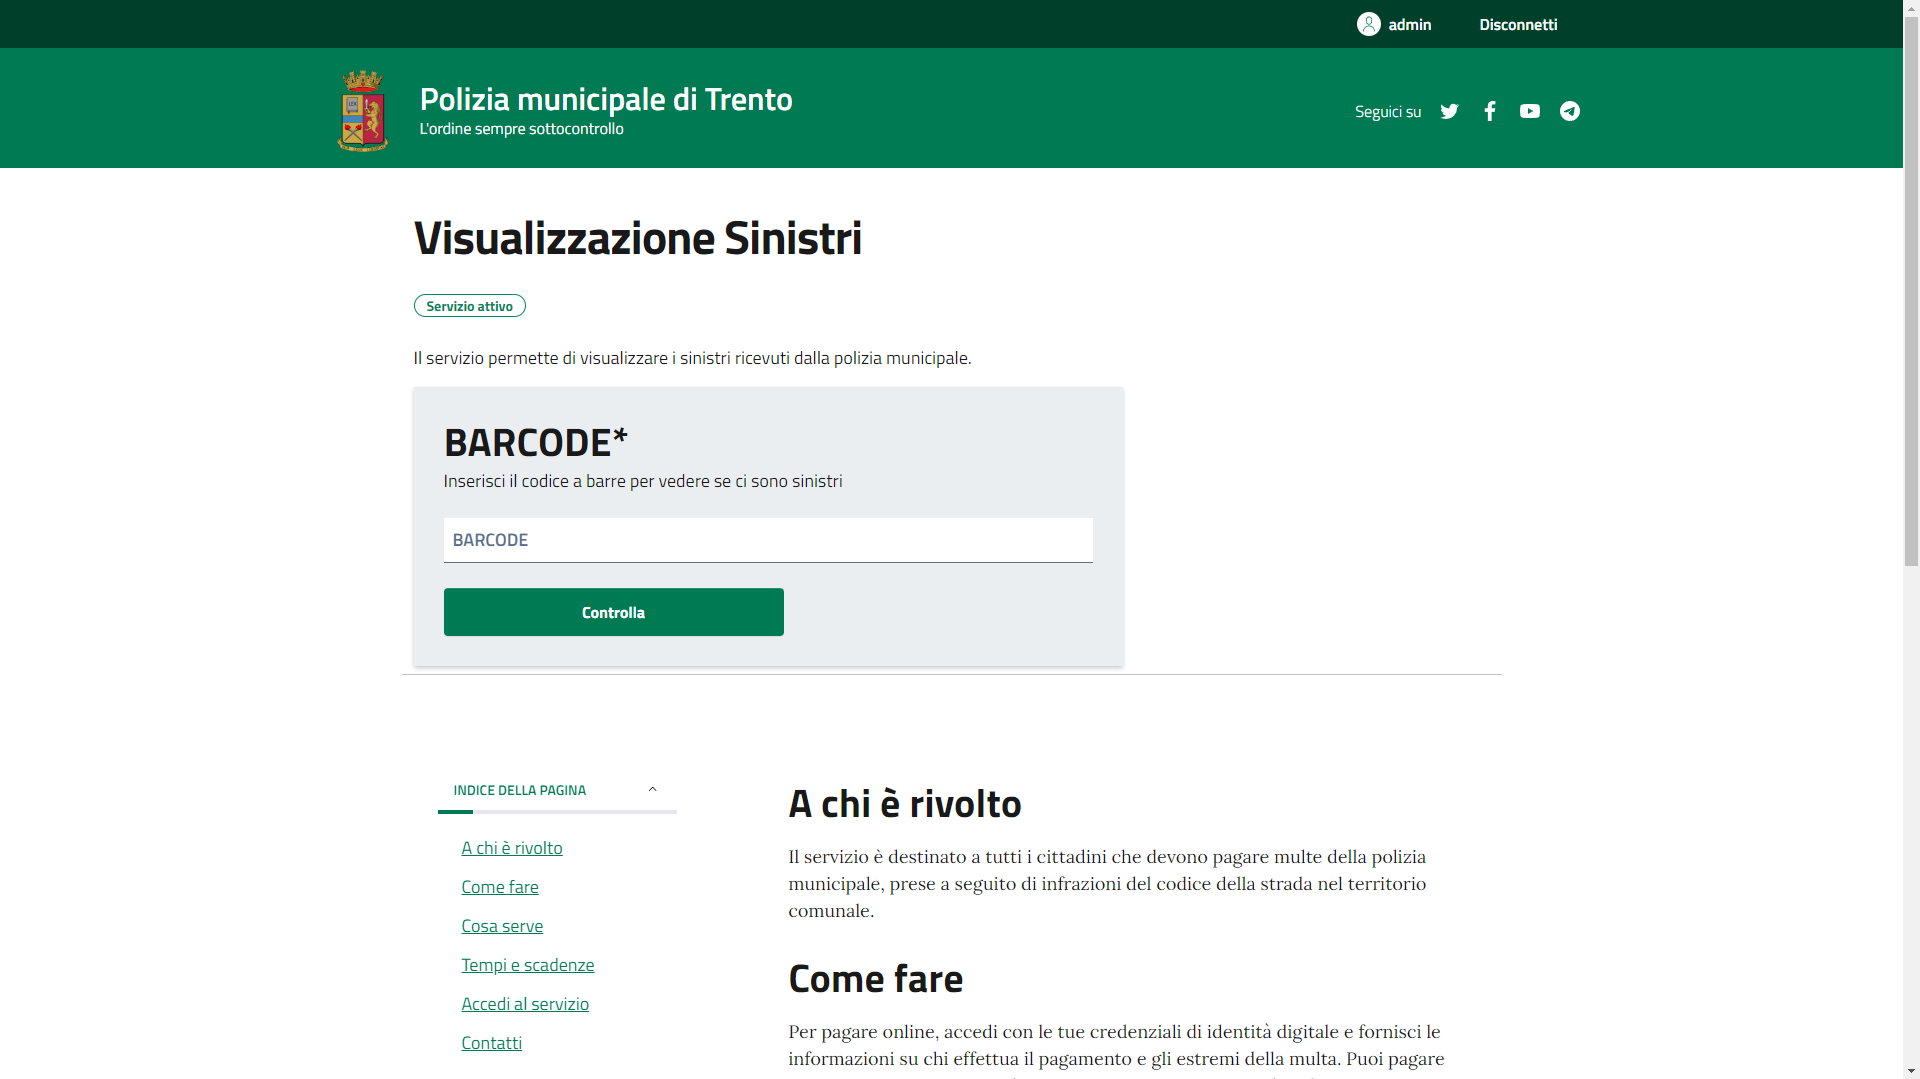 admin
Disconnetti
Polizia municipale di Trento
L'ordine sempre sottocontrollo
Seguici su
Visualizzazione Sinistri
Servizio attivo
Il servizio permette di visualizzare i sinistri ricevuti dalla polizia municipale.
BARCODE*
Inserisci il codice a barre per vedere se ci sono sinistri
BARCODE
Controlla
INDICE DELLA PAGINA
A chi è rivolto
Come fare
Cosa serve
Tempi e scadenze
Accedi al servizio
Contatti
A chi è rivolto
Il servizio è destinato a tutti i cittadini che devono pagare multe della polizia
municipale, prese a seguito di infrazioni del codice della strada nel territorio
comunale.
Come fare
Per pagare online, accedi con le tue credenziali di identità digitale e fornisci le
informazioni su chi effettua il pagamento e gli estremi della multa. Puoi pagare